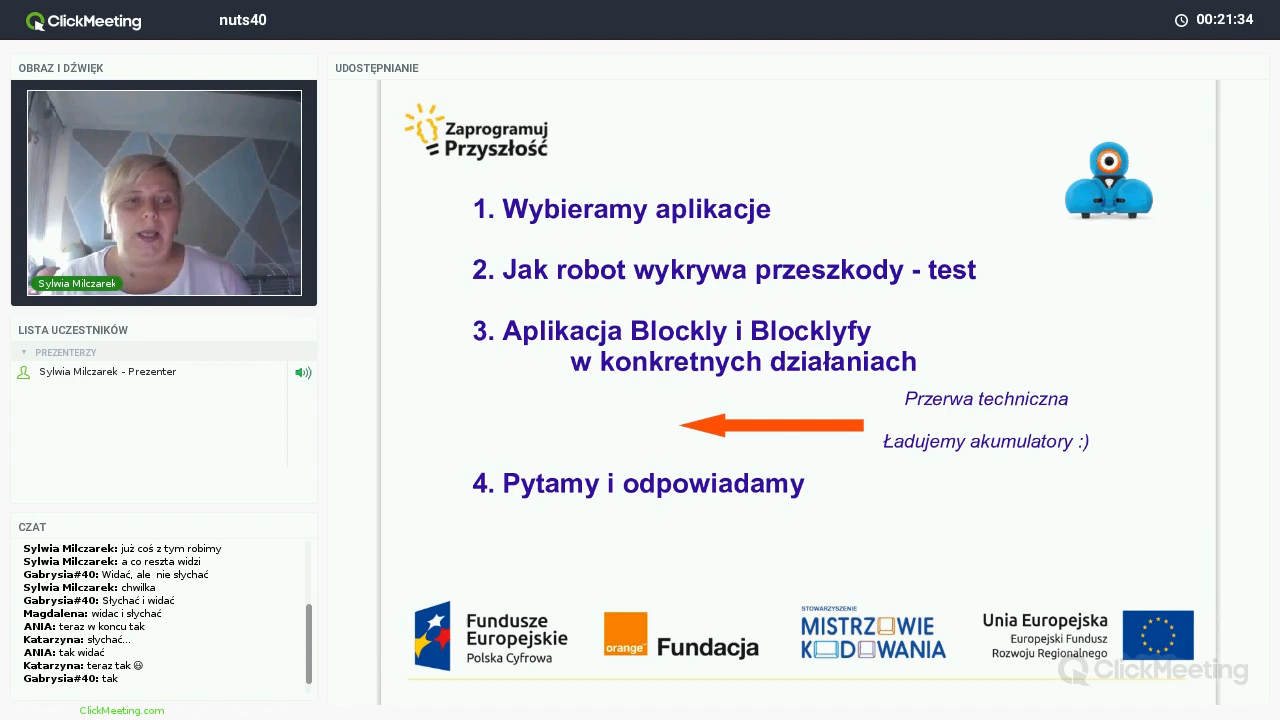 ClickMeeting
nuts40
00:21:34
OBRAZ I DŹWIĘK
Sylwia Milczarek
LISTA UCZESTNIKÓW
PREZENTERZY
Sylwia Milczarek - Prezenter
CZAT
Sylwia Milczarek: już coś z tym robimy
Sylwia Milczarek: a co reszta widzi
Gabrysia#40: Widać, ale nie słychać
Sylwia Milczarek: chwilka
Gabrysia#40: Słychać i widać
Magdalena: widac i słychać
ANIA: teraz w koncu tak
Katarzyna: słychać...
ANIA: tak widać
Katarzyna: teraz tak 😃
Gabrysia#40: tak
ClickMeeting.com
UDOSTĘPNIANIE
Zaprogramuj
Przyszłość
1. Wybieramy aplikacje
2. Jak robot wykrywa przeszkody - test
3. Aplikacja Blockly i Blocklyfy
w konkretnych działaniach
Przerwa techniczna
Ładujemy akumulatory :)
4. Pytamy i odpowiadamy
Fundusze
Europejskie
Polska Cyfrowa
orange
Fundacja
STOWARZYSZENIE
MISTRZOWIE
KODOWANIA
Unia Europejska
Europejski Fundusz
Rozwoju Regionalnego
ClickMeeting